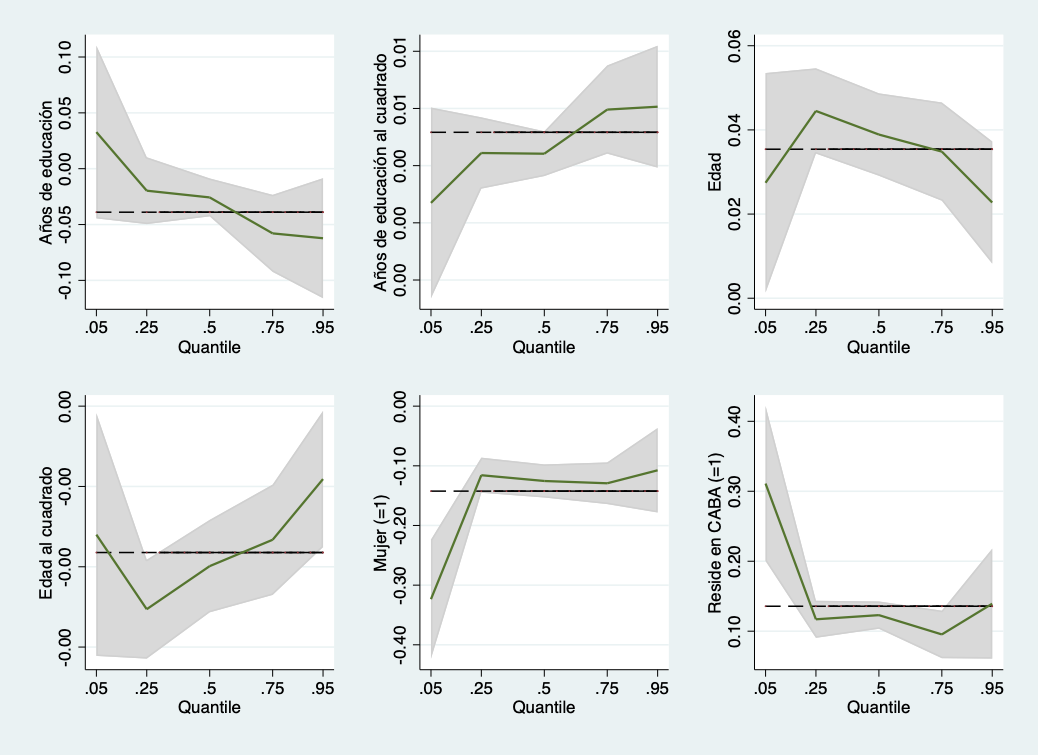 Años de educación
0.10
0.05
0.00
-0.05
-0.10
.05 .25 .5 .75 .95
Quantile
Años de educación al cuadrado
0.01
0.01
0.00
0.00
0.00
.05 .25 .5 .75 .95
Quantile
Edad
0.06
0.04
0.02
0.00
.05 .25 .5 .75 .95
Quantile
Edad al cuadrado
0.00
-0.00
-0.00
-0.00
.05 .25 .5 .75 .95
Quantile
Mujer (=1)
0.00
-0.10
-0.20
-0.30
-0.40
.05 .25 .5 .75 .95
Quantile
Reside en CABA (=1)
0.40
0.30
0.20
0.10
.05 .25 .5 .75 .95
Quantile